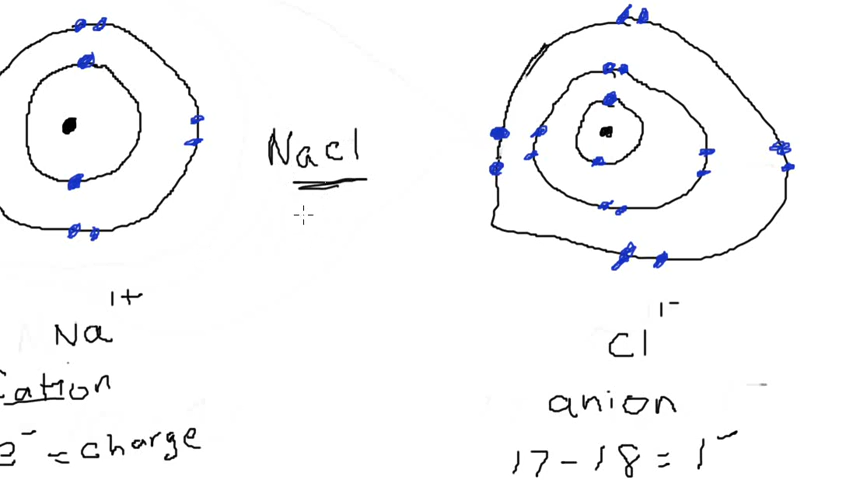 NaCl
Na 1+
Cation
e- = charge
Cl 1-
anion
17 - 18 = 1-